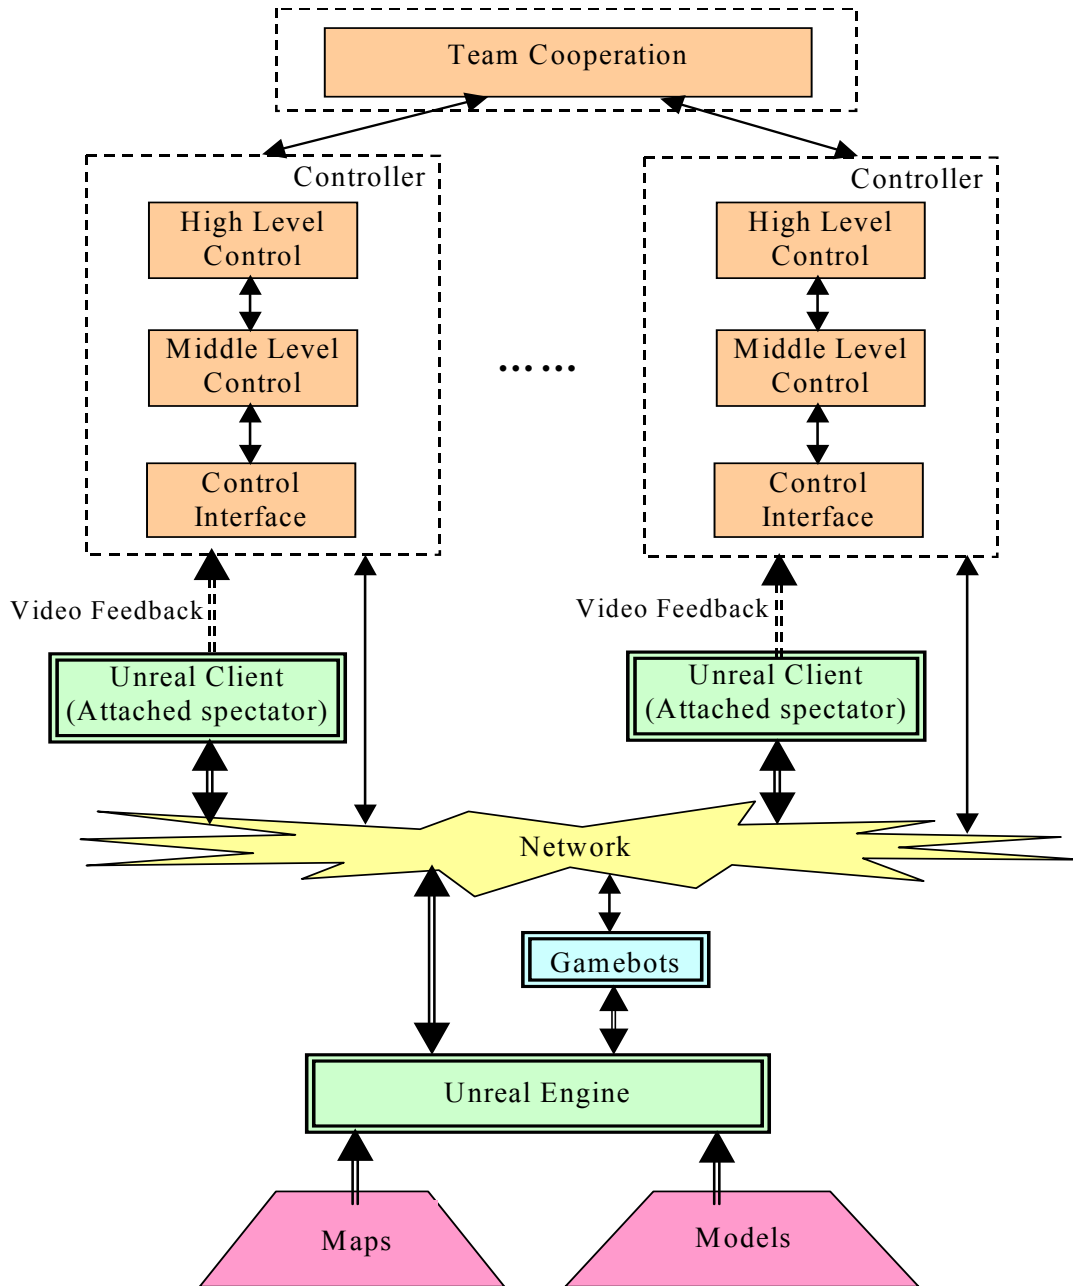 Team Cooperation
Controller
High Level
Control
Middle Level
Control
Control
Interface
……
Controller
High Level
Control
Middle Level
Control
Control
Interface
Video Feedback
Unreal Client
(Attached spectator)
Video Feedback
Unreal Client
(Attached spectator)
Network
Gamebots
Unreal Engine
Maps
Models